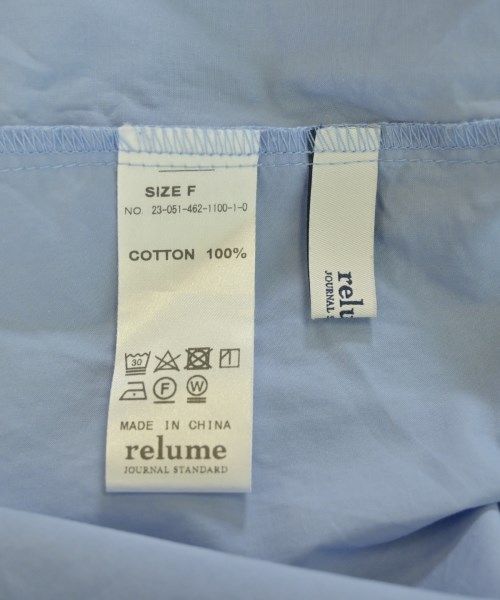 SIZE F
NO. 23-051-462-1100-1-0
COTTON 100%
30
F
W
MADE IN CHINA
relume
JOURNAL STANDARD
relu
JOURNAL S